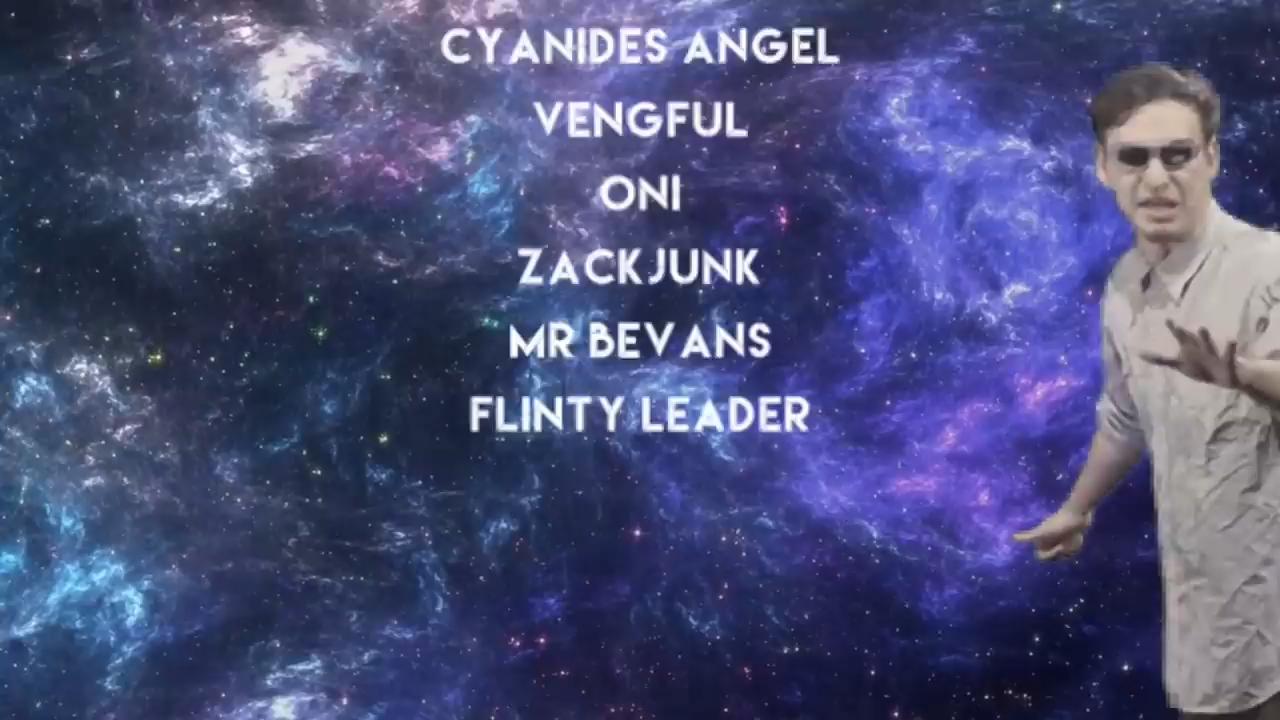 CYANIDES ANGEL
VENGFUL
ONI
ZACKJUNK
MR BEVANS
FLINTY LEADER